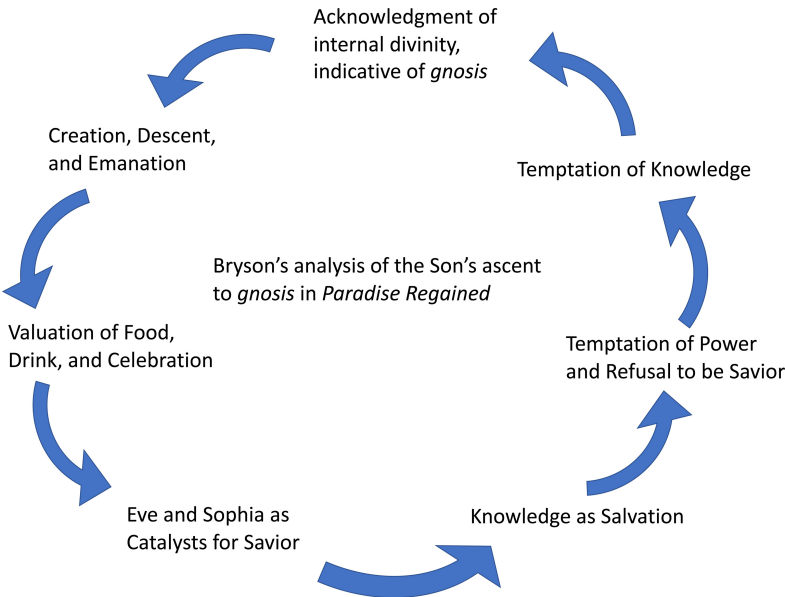 Acknowledgment of
internal divinity,
indicative of gnosis
Creation, Descent,
and Emanation
Temptation of Knowledge
Bryson’s analysis of the Son’s ascent
to gnosis in Paradise Regained
Valuation of Food,
Drink, and Celebration
Temptation of Power
and Refusal to be Savior
Eve and Sophia as
Catalysts for Savior
Knowledge as Salvation